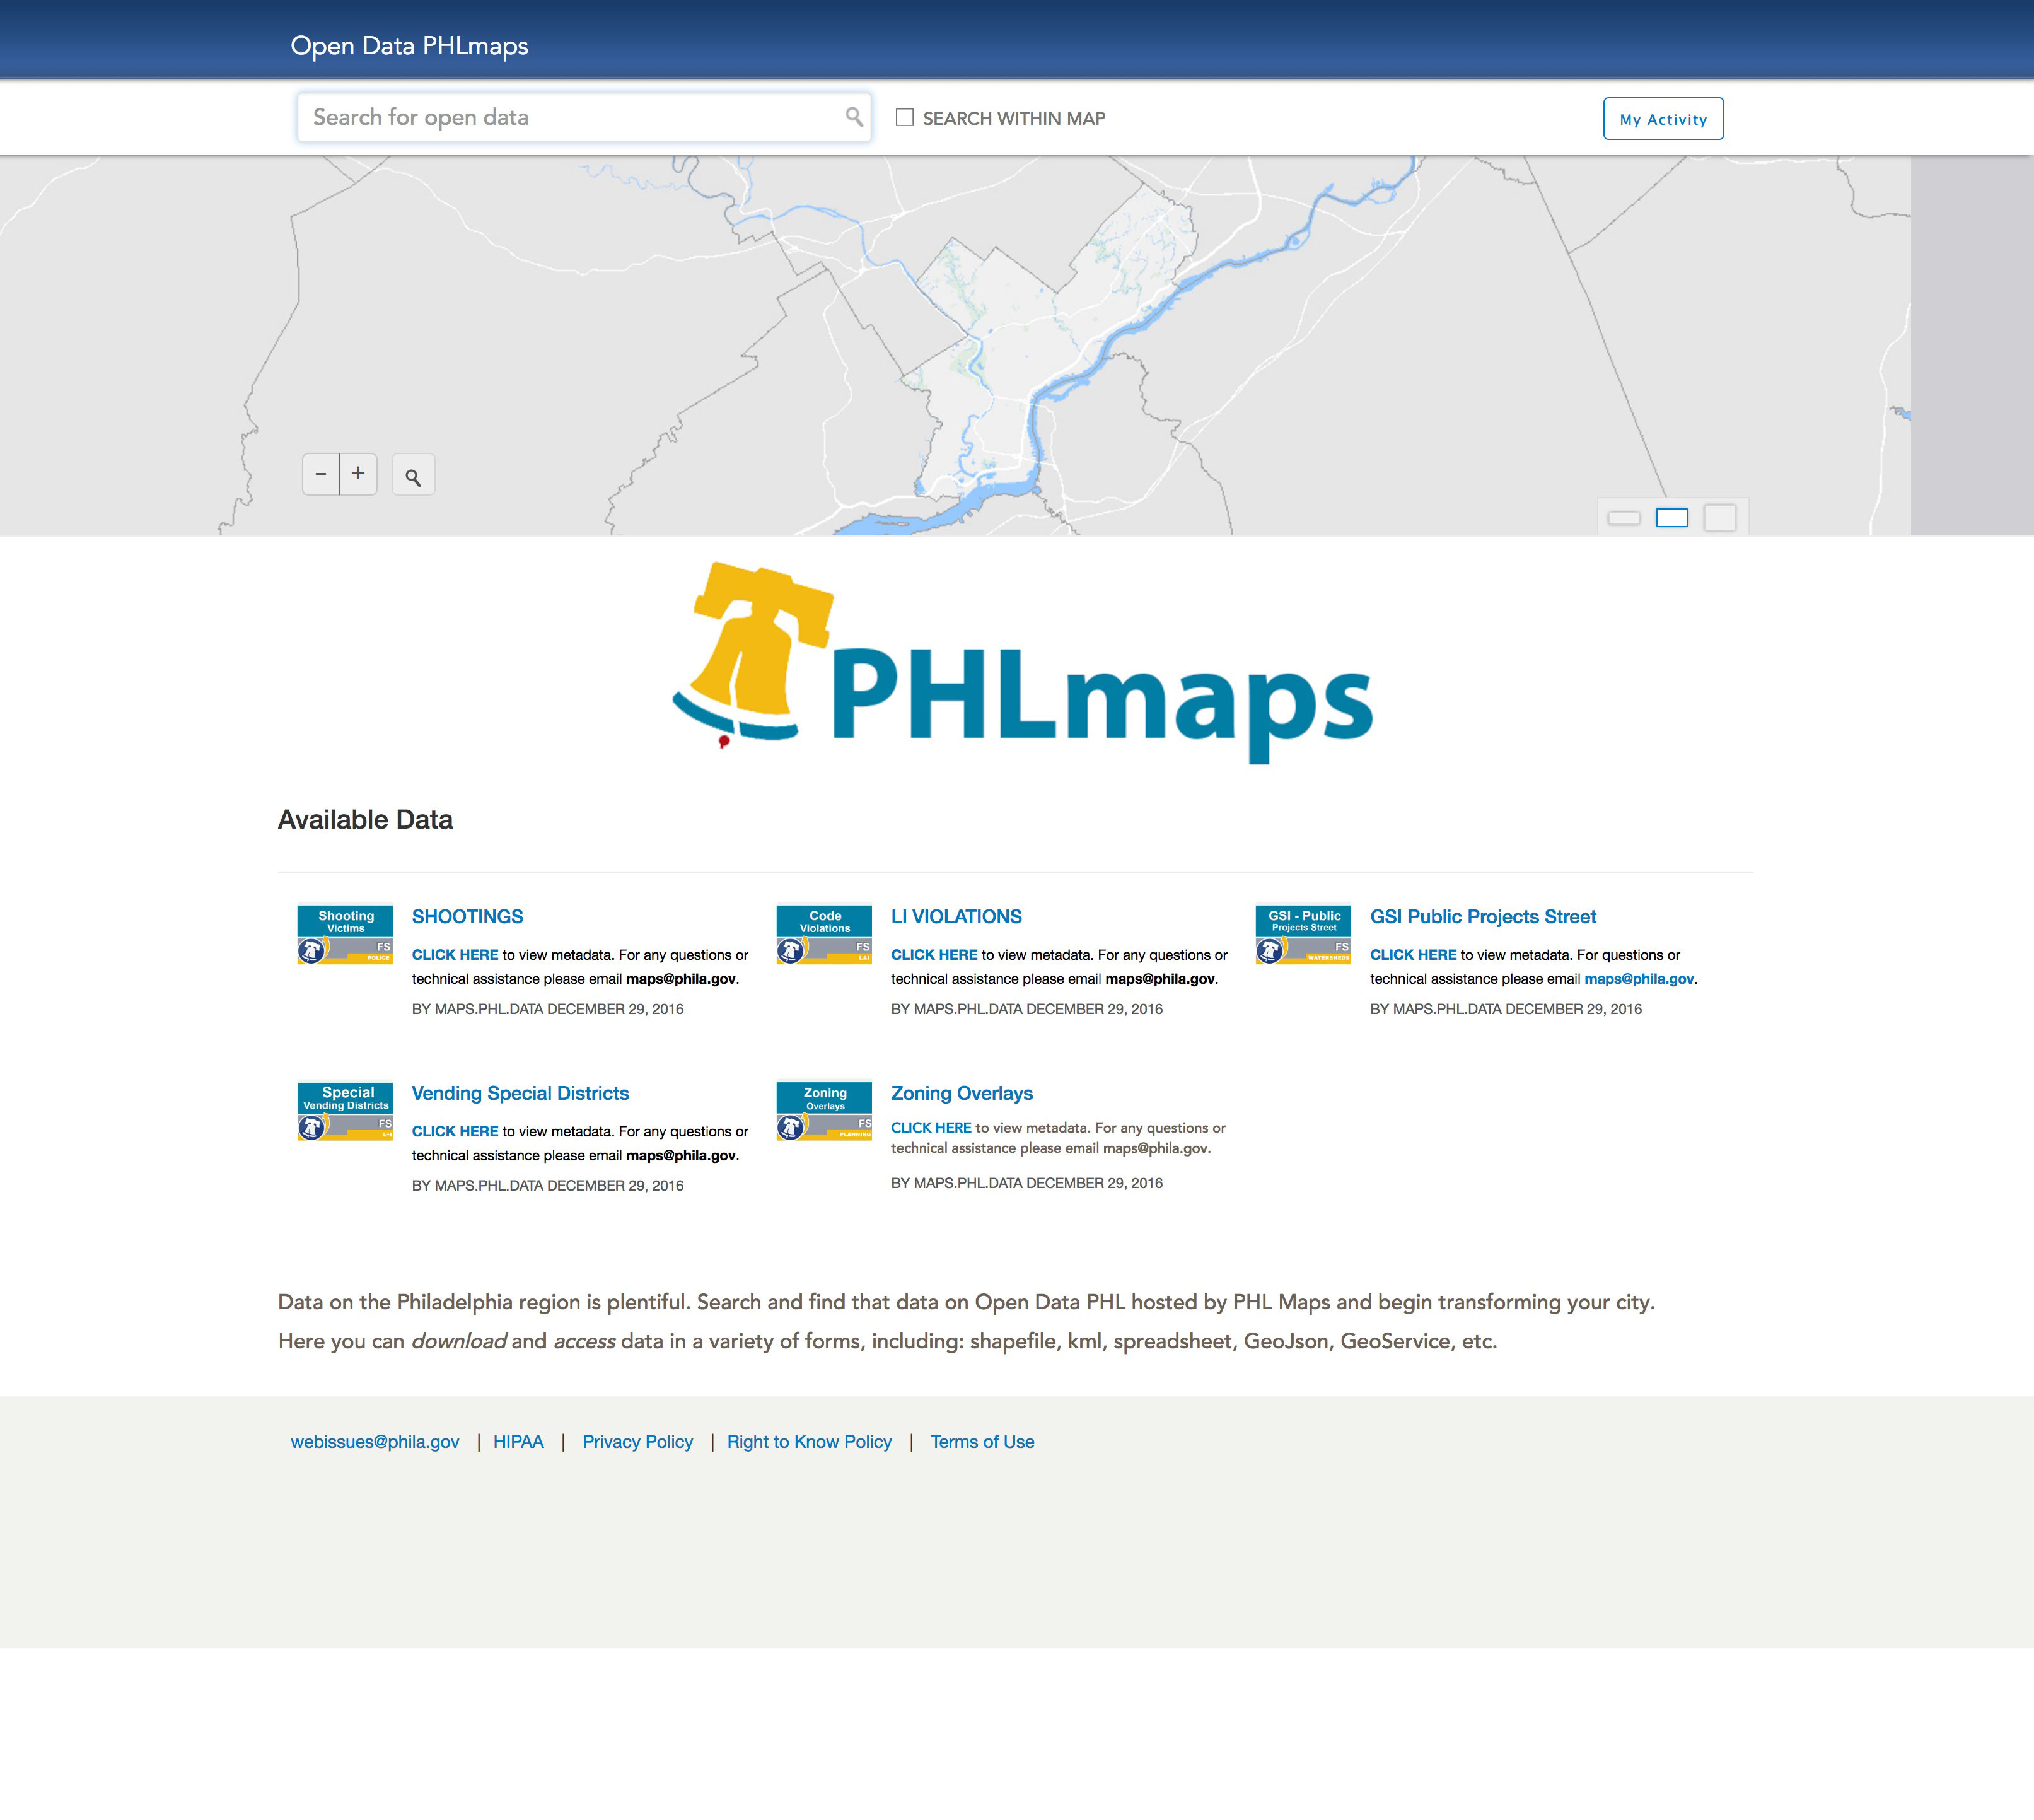 Open Data PHLmaps
Search for open data
SEARCH WITHIN MAP
My Activity
− +
PHLmaps
Available Data
Shooting
Victims
FS
POLICE
SHOOTINGS
CLICK HERE to view metadata. For any questions or
technical assistance please email maps@phila.gov.
BY MAPS.PHL.DATA DECEMBER 29, 2016
Code
Violations
FS
L&I
LI VIOLATIONS
CLICK HERE to view metadata. For any questions or
technical assistance please email maps@phila.gov.
BY MAPS.PHL.DATA DECEMBER 29, 2016
GSI - Public
Projects Street
FS
WATERSHEDS
GSI Public Projects Street
CLICK HERE to view metadata. For questions or
technical assistance please email maps@phila.gov.
BY MAPS.PHL.DATA DECEMBER 29, 2016
Special
Vending Districts
FS
L+I
Vending Special Districts
CLICK HERE to view metadata. For any questions or
technical assistance please email maps@phila.gov.
BY MAPS.PHL.DATA DECEMBER 29, 2016
Zoning
Overlays
FS
PLANNING
Zoning Overlays
CLICK HERE to view metadata. For any questions or
technical assistance please email maps@phila.gov.
BY MAPS.PHL.DATA DECEMBER 29, 2016
Data on the Philadelphia region is plentiful. Search and find that data on Open Data PHL hosted by PHL Maps and begin transforming your city.
Here you can download and access data in a variety of forms, including: shapefile, kml, spreadsheet, GeoJson, GeoService, etc.
webissues@phila.gov | HIPAA | Privacy Policy | Right to Know Policy | Terms of Use